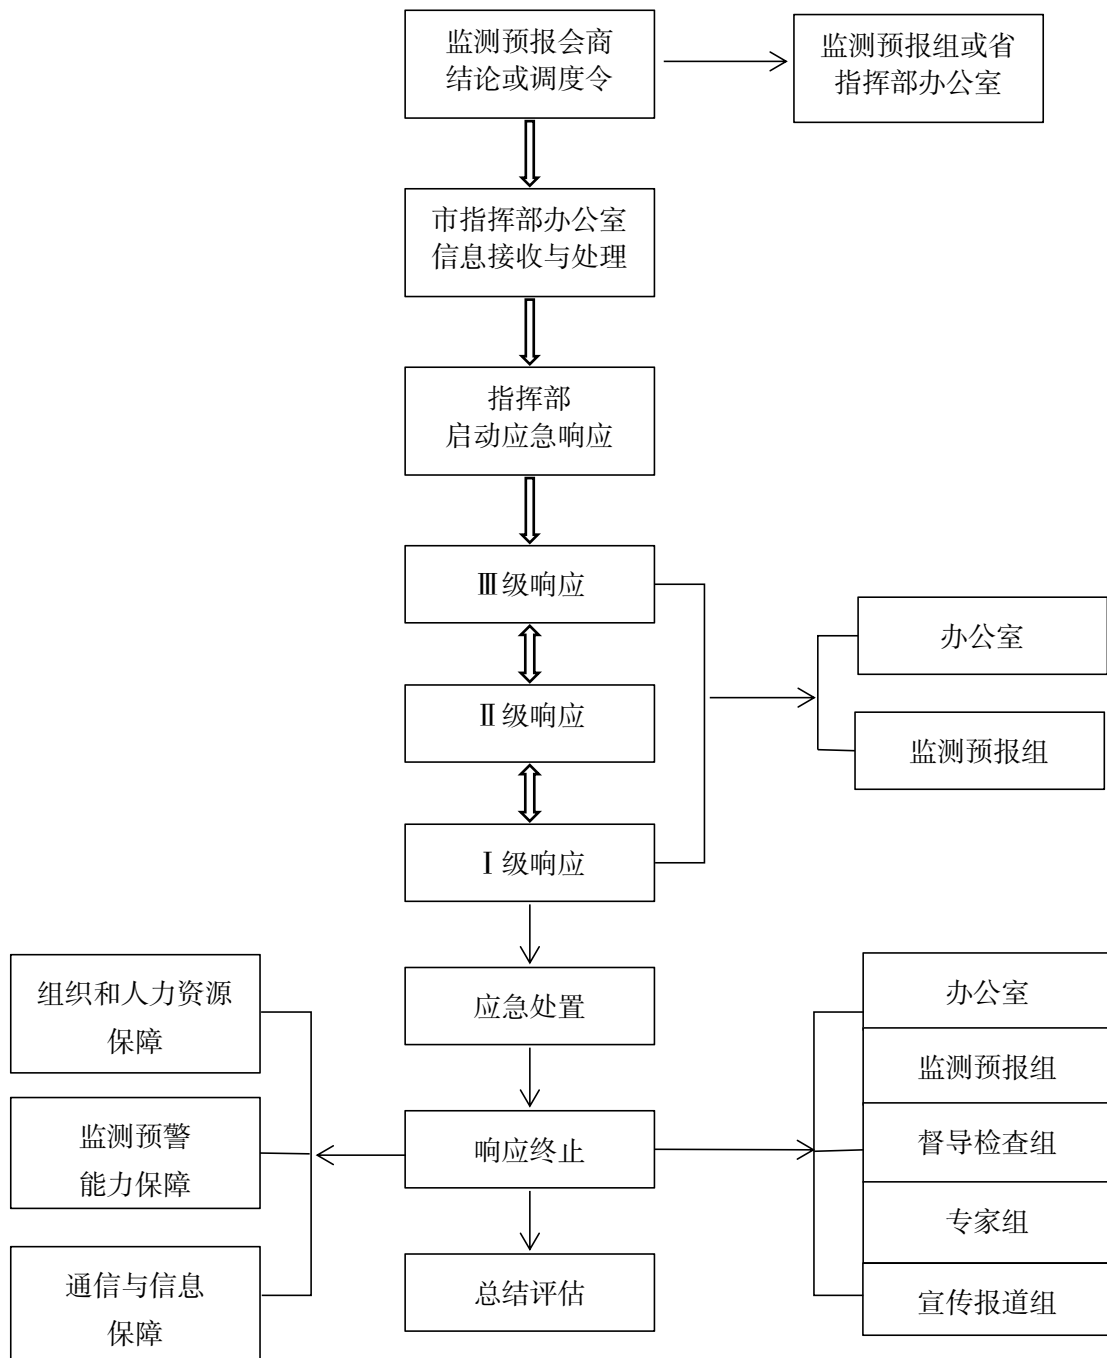 监测预报会商
结论或调度令
监测预报组或省
指挥部办公室
市指挥部办公室
信息接收与处理
指挥部
启动应急响应
Ⅲ级响应
办公室
Ⅱ级响应
监测预报组
Ⅰ级响应
组织和人力资源
保障
应急处置
办公室
监测预报组
监测预警
能力保障
响应终止
督导检查组
专家组
通信与信息
保障
总结评估
宣传报道组